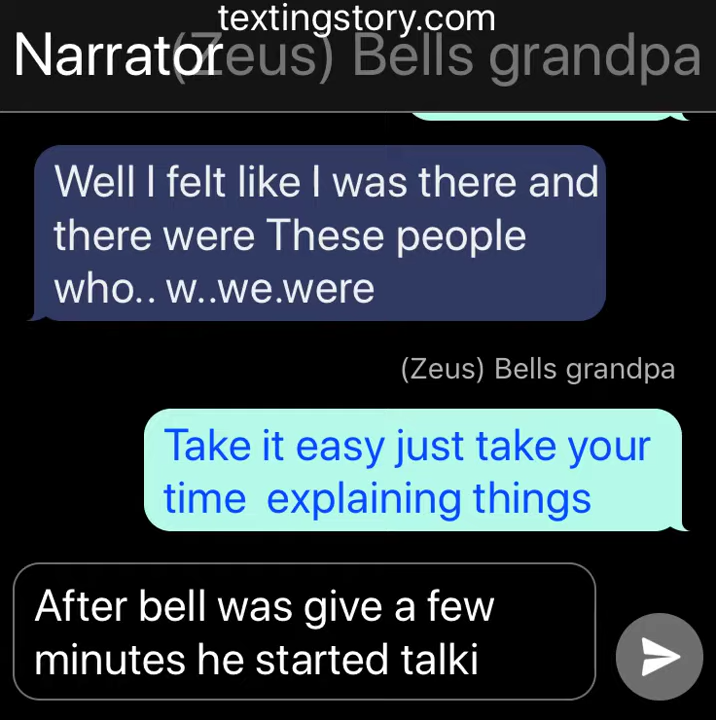 textingstory.com
Narrator (Zeus) Bells grandpa
Well I felt like I was there and
there were These people
who.. w..we.were
(Zeus) Bells grandpa
Take it easy just take your
time  explaining things
After bell was give a few
minutes he started talki